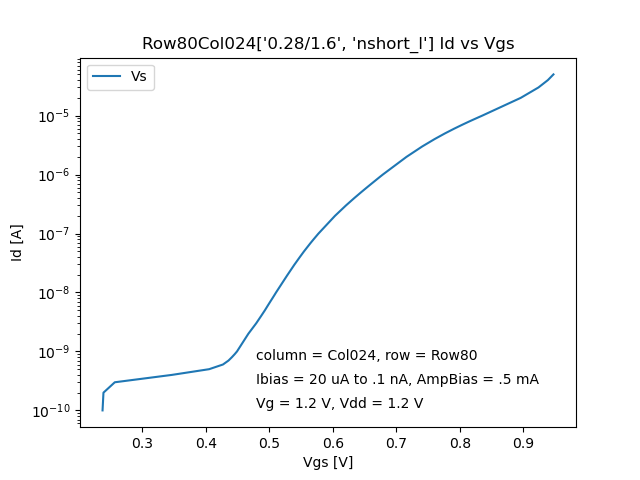 Row80Col024['0.28/1.6', 'nshort_l'] Id vs Vgs
Vs
10⁻⁵
10⁻⁶
10⁻⁷
10⁻⁸
10⁻⁹
10⁻¹⁰
Id [A]
column = Col024, row = Row80
Ibias = 20 uA to .1 nA, AmpBias = .5 mA
Vg = 1.2 V, Vdd = 1.2 V
0.3 0.4 0.5 0.6 0.7 0.8 0.9
Vgs [V]